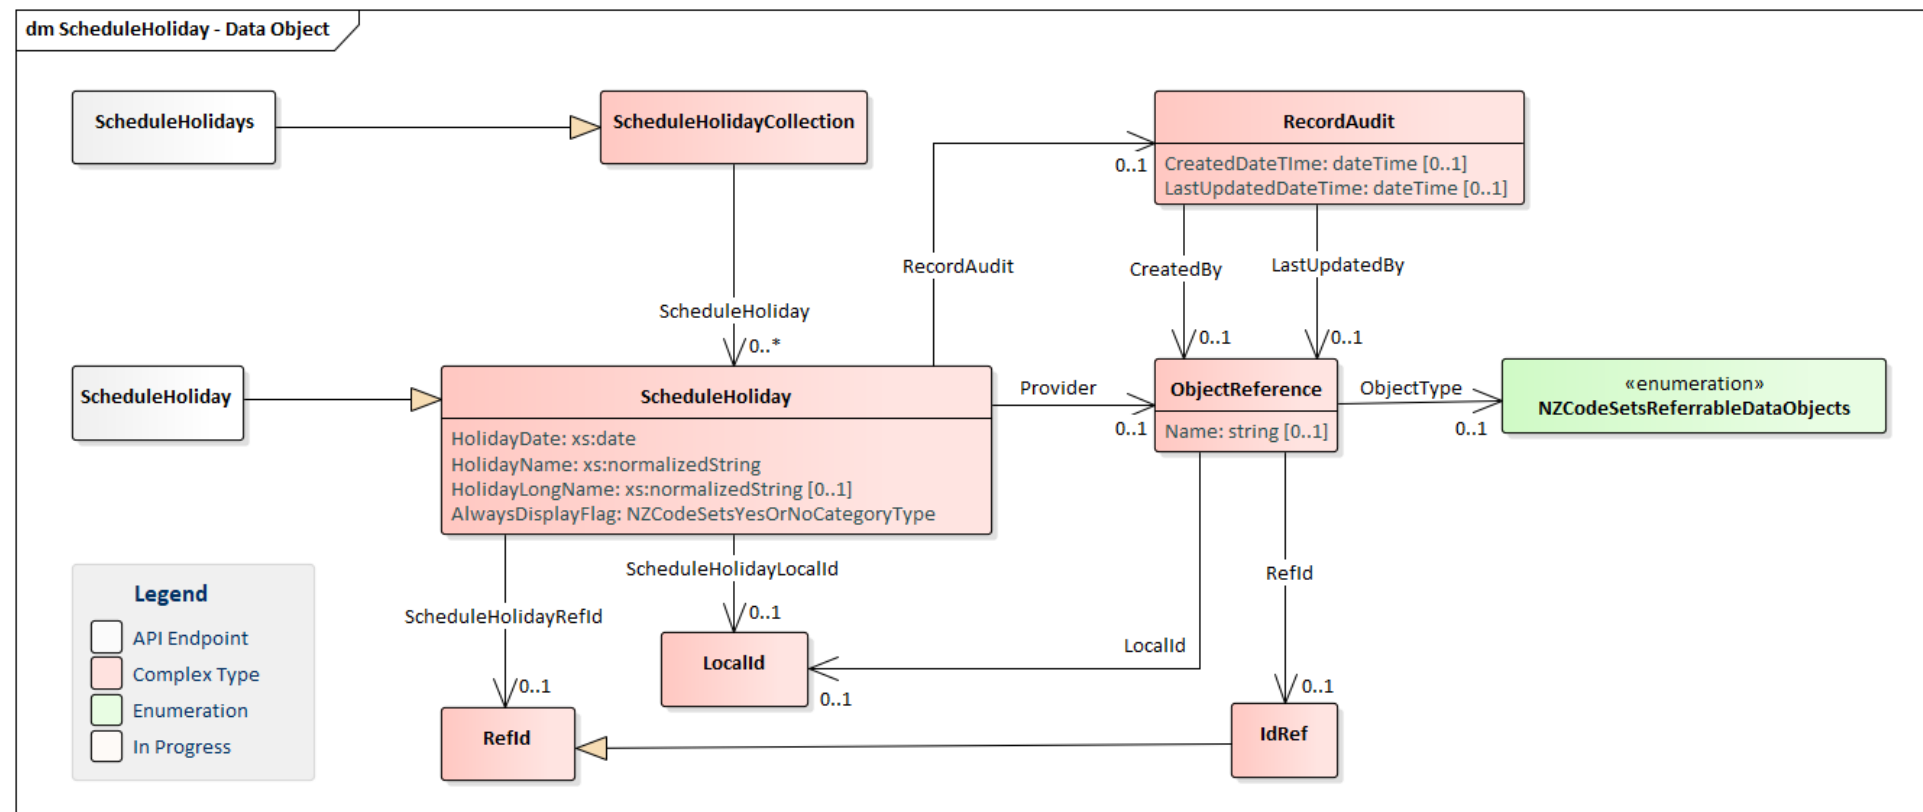 dm ScheduleHoliday - Data Object
ScheduleHolidays
ScheduleHolidayCollection
RecordAudit
CreatedDateTIme: dateTime [0..1]
LastUpdatedDateTime: dateTime [0..1]
0..1
RecordAudit
CreatedBy
LastUpdatedBy
ScheduleHoliday
0..*
0..1
0..1
ScheduleHoliday
ScheduleHoliday
HolidayDate: xs:date
HolidayName: xs:normalizedString
HolidayLongName: xs:normalizedString [0..1]
AlwaysDisplayFlag: NZCodeSetsYesOrNoCategoryType
Provider
0..1
ObjectReference
Name: string [0..1]
ObjectType
0..1
«enumeration»
NZCodeSetsReferrableDataObjects
ScheduleHolidayLocalId
ScheduleHolidayRefId
0..1
RefId
LocalId
LocalId
0..1
0..1
0..1
RefId
IdRef
Legend
API Endpoint
Complex Type
Enumeration
In Progress